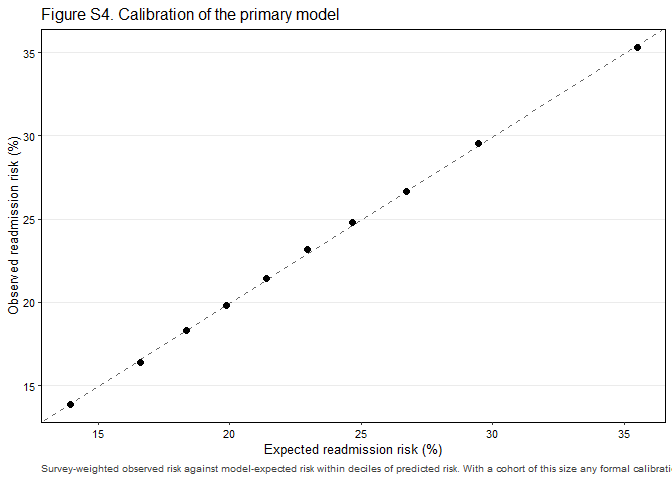 Figure S4. Calibration of the primary model
Observed readmission risk (%)
35
30
25
20
15
15 20 25 30 35
Expected readmission risk (%)
Survey-weighted observed risk against model-expected risk within deciles of predicted risk. With a cohort of this size any formal calibrati